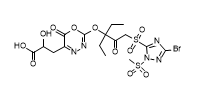 O O O
O O O S N Br
OH N N O N N
HO O S O
O